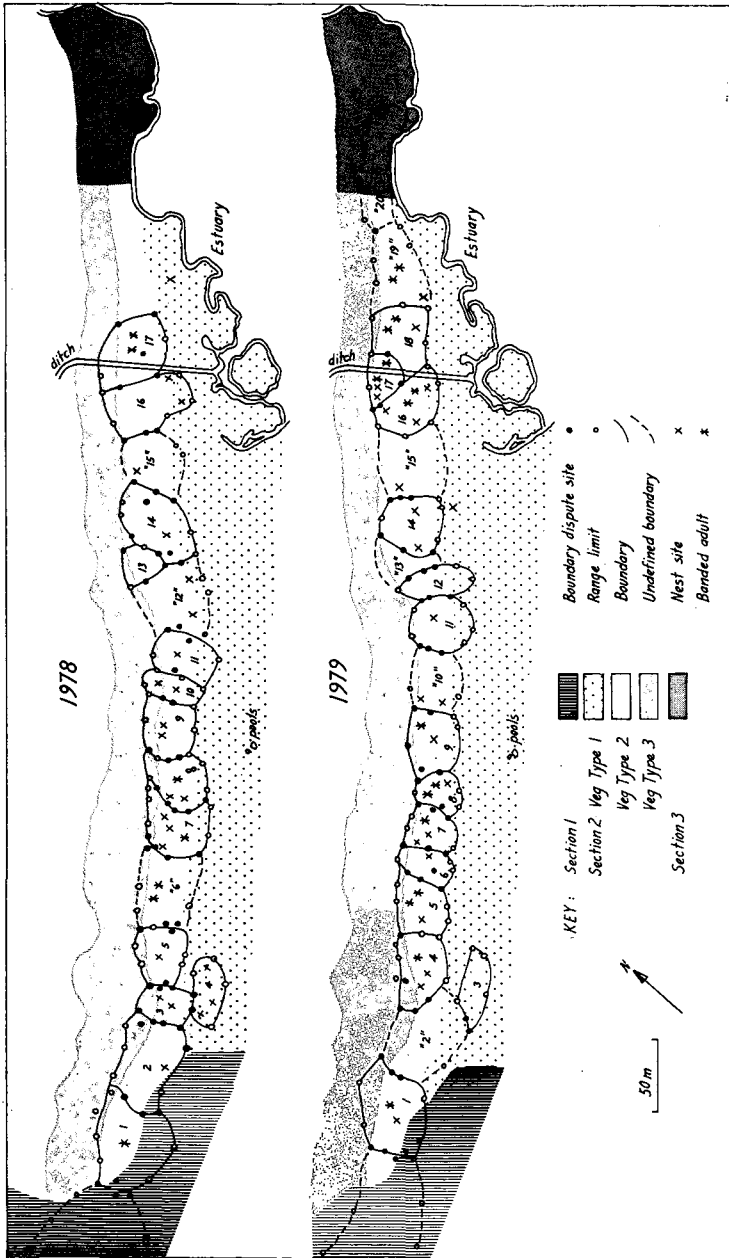 1978
ditch
Estuary
pools
1
2
3
4
5
"6"
7
8
9
10
11
"12"
13
14
"15"
16
17
1979
ditch
Estuary
pools
1
"2"
3
4
5
6
7
8
9
"10"
11
12
"13"
14
"15"
16
17
18
"19"
"20"
50 m
N
KEY: Section 1
Section 2 Veg Type 1
Veg Type 2
Veg Type 3
Section 3
Boundary dispute site
Range limit
Boundary
Undefined boundary
Nest site
Banded adult